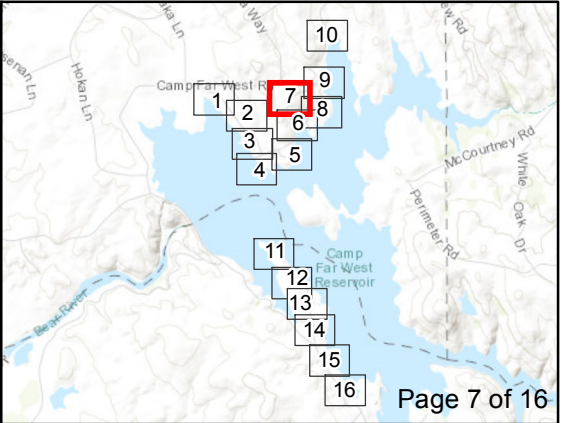 10
9
7
8
6
1
2
3
5
4
11
12
13
14
15
16
Hokan Ln
Ln
Way
Rd
Camp Far West R
McCourtney Rd
White Oak Dr
Perimeter Rd
Bear River
Camp
Far West
Reservoir
Page 7 of 16